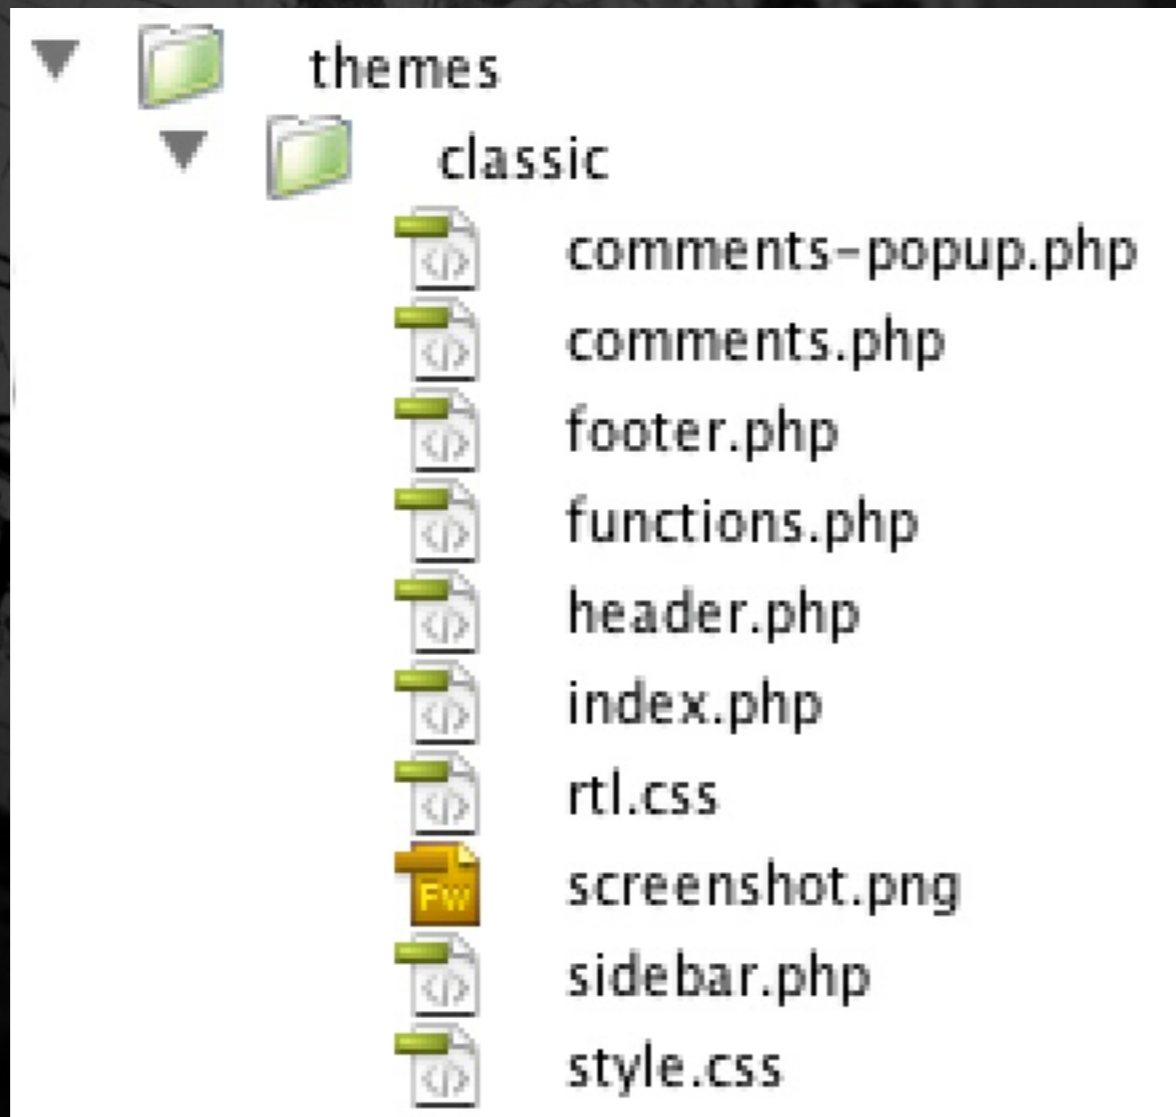 themes
classic
comments-popup.php
comments.php
footer.php
functions.php
header.php
index.php
rtl.css
Fw
screenshot.png
sidebar.php
style.css